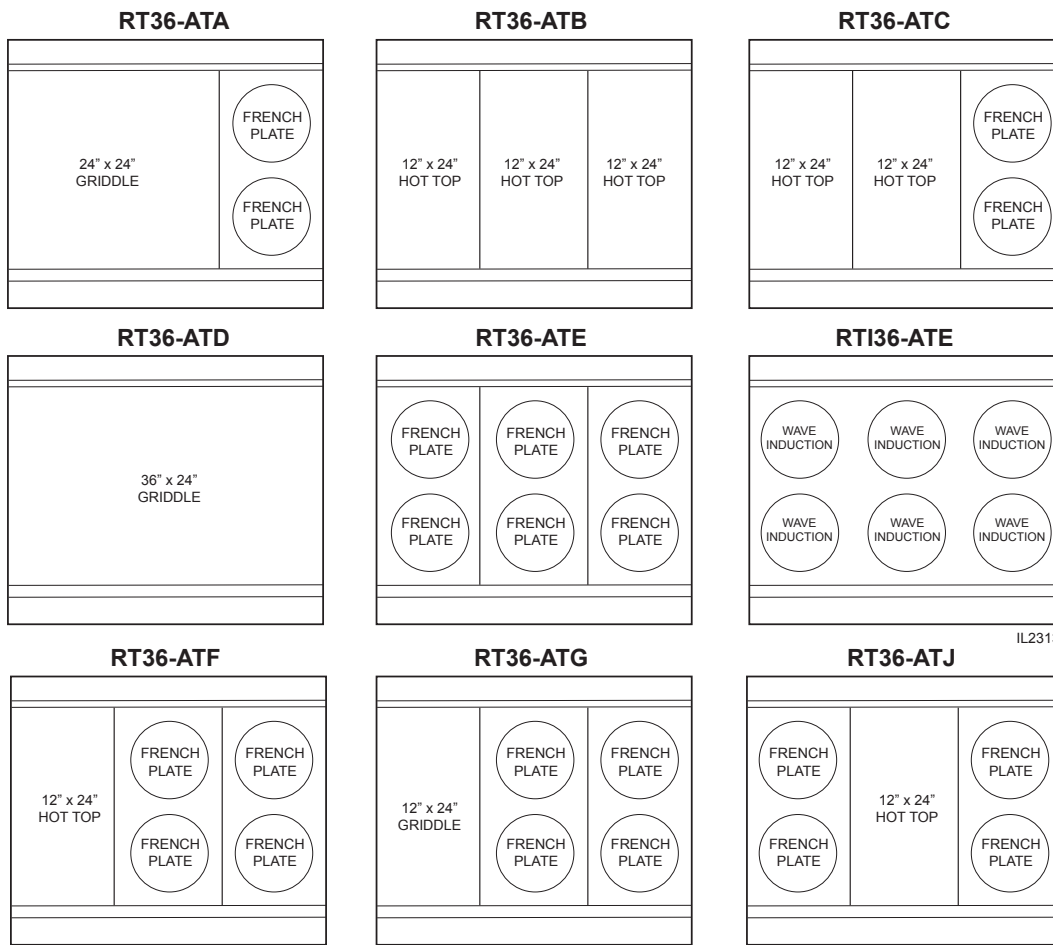 RT36-ATA
24” x 24”
GRIDDLE
FRENCH
PLATE
FRENCH
PLATE
RT36-ATB
12” x 24”
HOT TOP
12” x 24”
HOT TOP
12” x 24”
HOT TOP
RT36-ATC
12” x 24”
HOT TOP
12” x 24”
HOT TOP
FRENCH
PLATE
FRENCH
PLATE
RT36-ATD
36” x 24”
GRIDDLE
RT36-ATE
FRENCH
PLATE
FRENCH
PLATE
FRENCH
PLATE
FRENCH
PLATE
FRENCH
PLATE
FRENCH
PLATE
RTI36-ATE
WAVE
INDUCTION
WAVE
INDUCTION
WAVE
INDUCTION
WAVE
INDUCTION
WAVE
INDUCTION
WAVE
INDUCTION
RT36-ATF
12” x 24”
HOT TOP
FRENCH
PLATE
FRENCH
PLATE
FRENCH
PLATE
FRENCH
PLATE
RT36-ATG
12” x 24”
GRIDDLE
FRENCH
PLATE
FRENCH
PLATE
FRENCH
PLATE
FRENCH
PLATE
RT36-ATJ
FRENCH
PLATE
FRENCH
PLATE
12” x 24”
HOT TOP
FRENCH
PLATE
FRENCH
PLATE